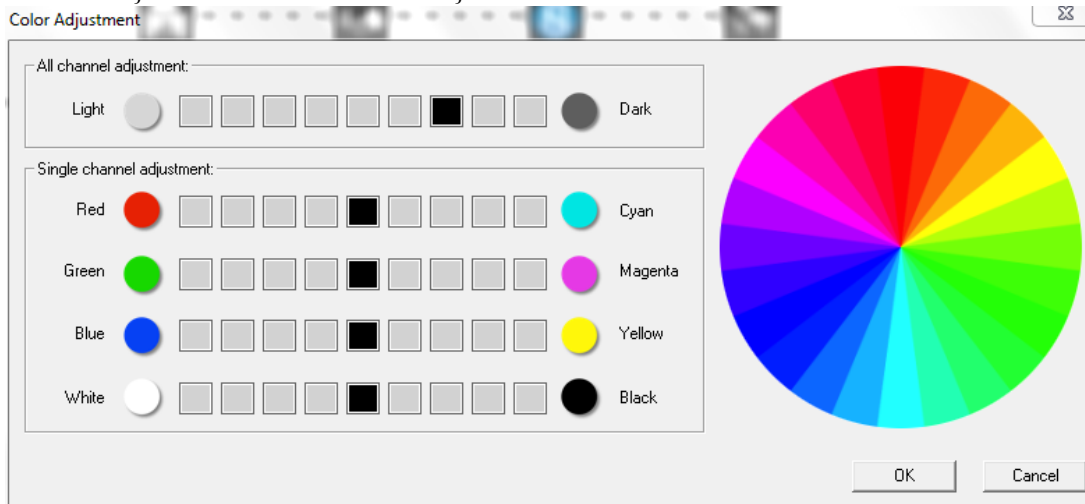 Color Adjustment
All channel adjustment:
Light Dark
Single channel adjustment:
Red Cyan
Green Magenta
Blue Yellow
White Black
OK Cancel